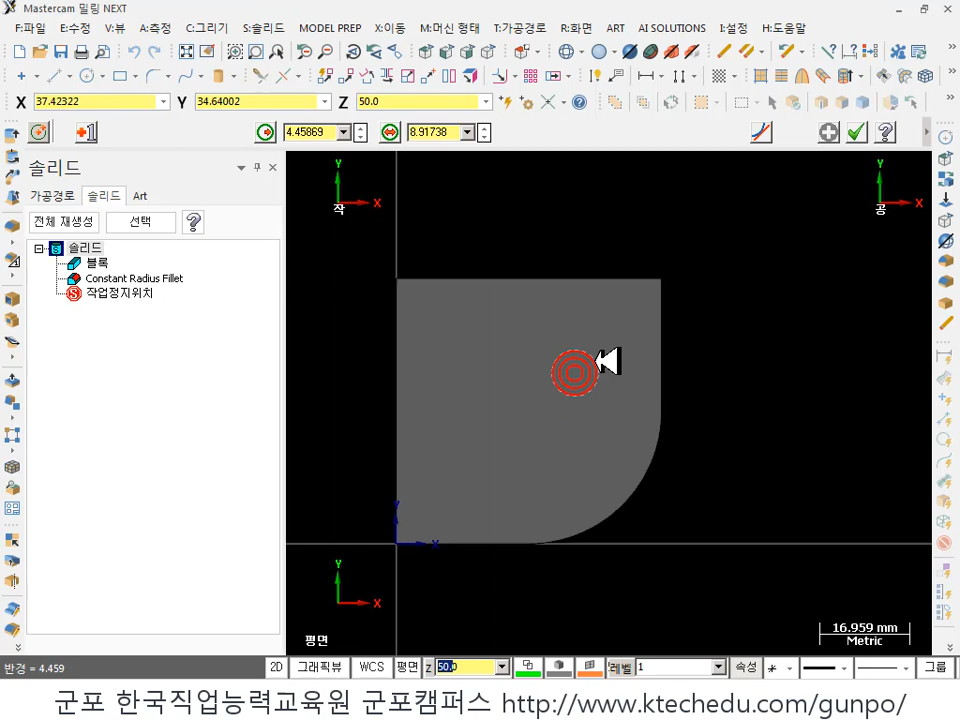 Mastercam 밀링 NEXT
F:파일 E:수정 V:뷰 A:측정 C:그리기 S:솔리드 MODEL PREP X:이동 M:머신 형태 T:가공경로 R:화면 ART AI SOLUTIONS I:설정 H:도움말
X 37.42322 Y 34.64002 Z 50.0
4.45869 8.91738
솔리드
가공경로 솔리드 Art
전체 재생성 선택
솔리드
블록
Constant Radius Fillet
작업정지위치
Y
X
작
Y
X
공
Y
X
Y
X
평면
16.959 mm
Metric
반경 = 4.459 2D 그래픽뷰 WCS 평면 Z 50.0 레벨 1 속성 그룹
군포 한국직업능력교육원 군포캠퍼스 http://www.ktechedu.com/gunpo/